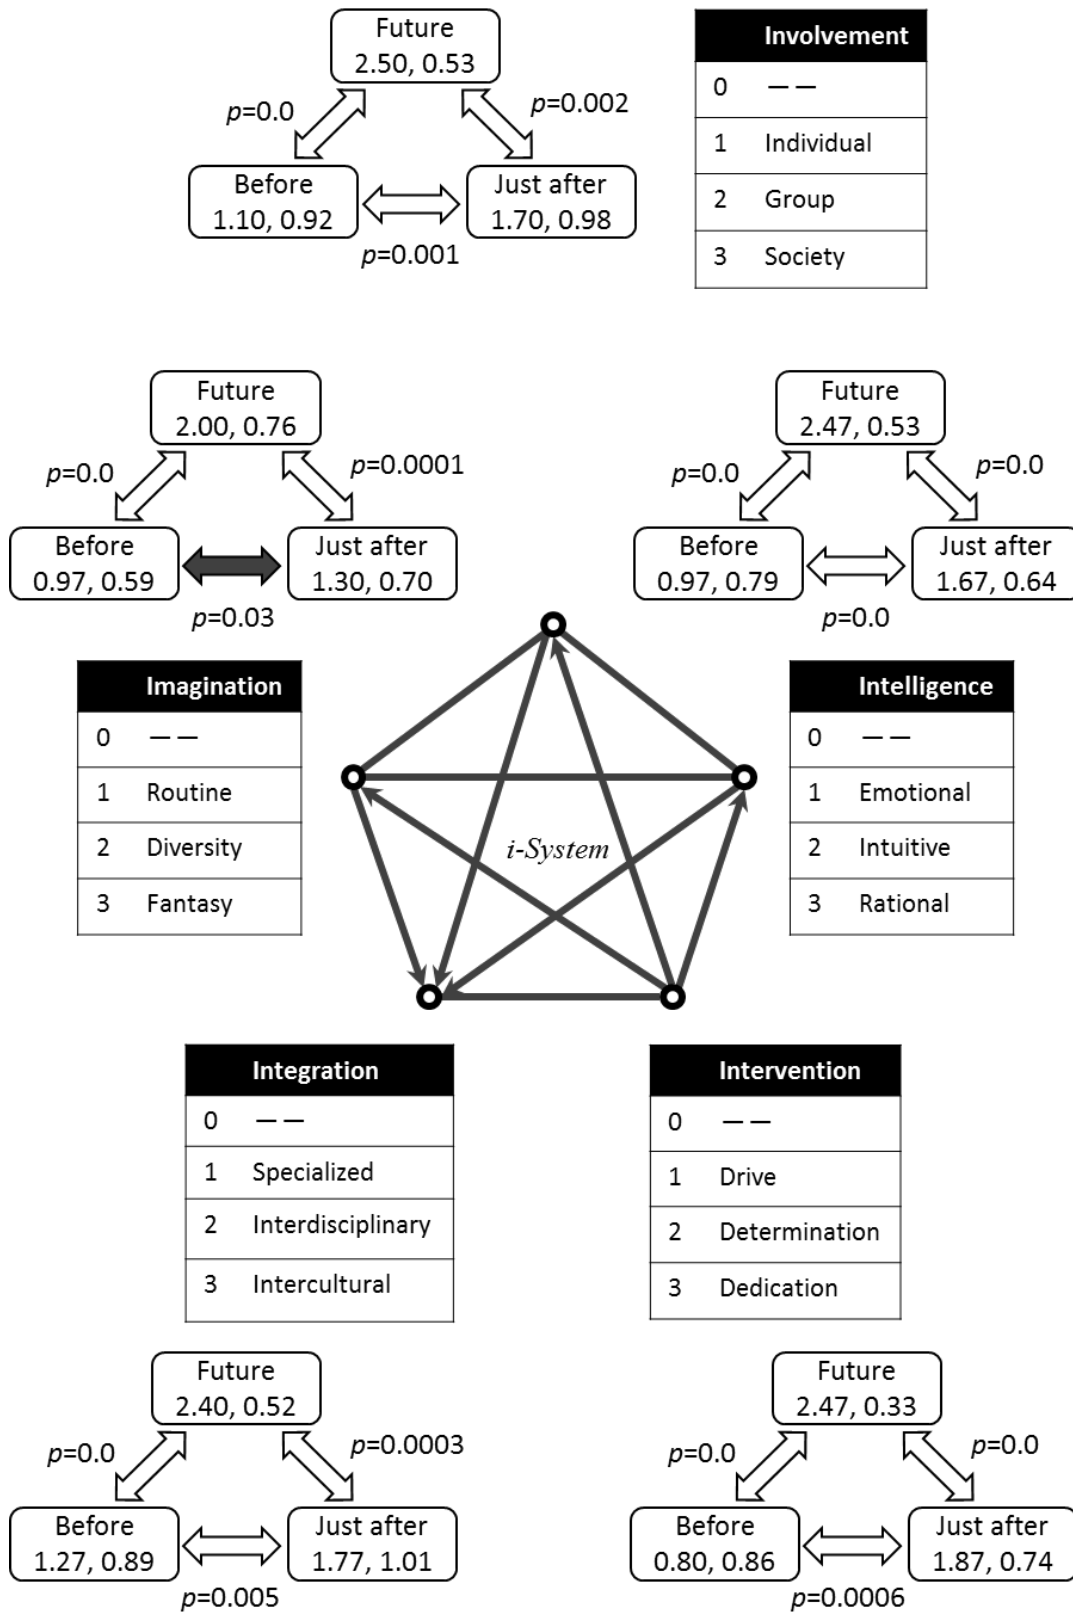 Future
2.50, 0.53
p=0.0
p=0.002
Before
1.10, 0.92
Just after
1.70, 0.98
p=0.001
Involvement
0 — —
1 Individual
2 Group
3 Society
Future
2.00, 0.76
p=0.0
p=0.0001
Before
0.97, 0.59
Just after
1.30, 0.70
p=0.03
Future
2.47, 0.53
p=0.0
p=0.0
Before
0.97, 0.79
Just after
1.67, 0.64
p=0.0
Imagination
0 — —
1 Routine
2 Diversity
3 Fantasy
i-System
Intelligence
0 — —
1 Emotional
2 Intuitive
3 Rational
Integration
0 — —
1 Specialized
2 Interdisciplinary
3 Intercultural
Intervention
0 — —
1 Drive
2 Determination
3 Dedication
Future
2.40, 0.52
p=0.0
p=0.0003
Before
1.27, 0.89
Just after
1.77, 1.01
p=0.005
Future
2.47, 0.33
p=0.0
p=0.0
Before
0.80, 0.86
Just after
1.87, 0.74
p=0.0006